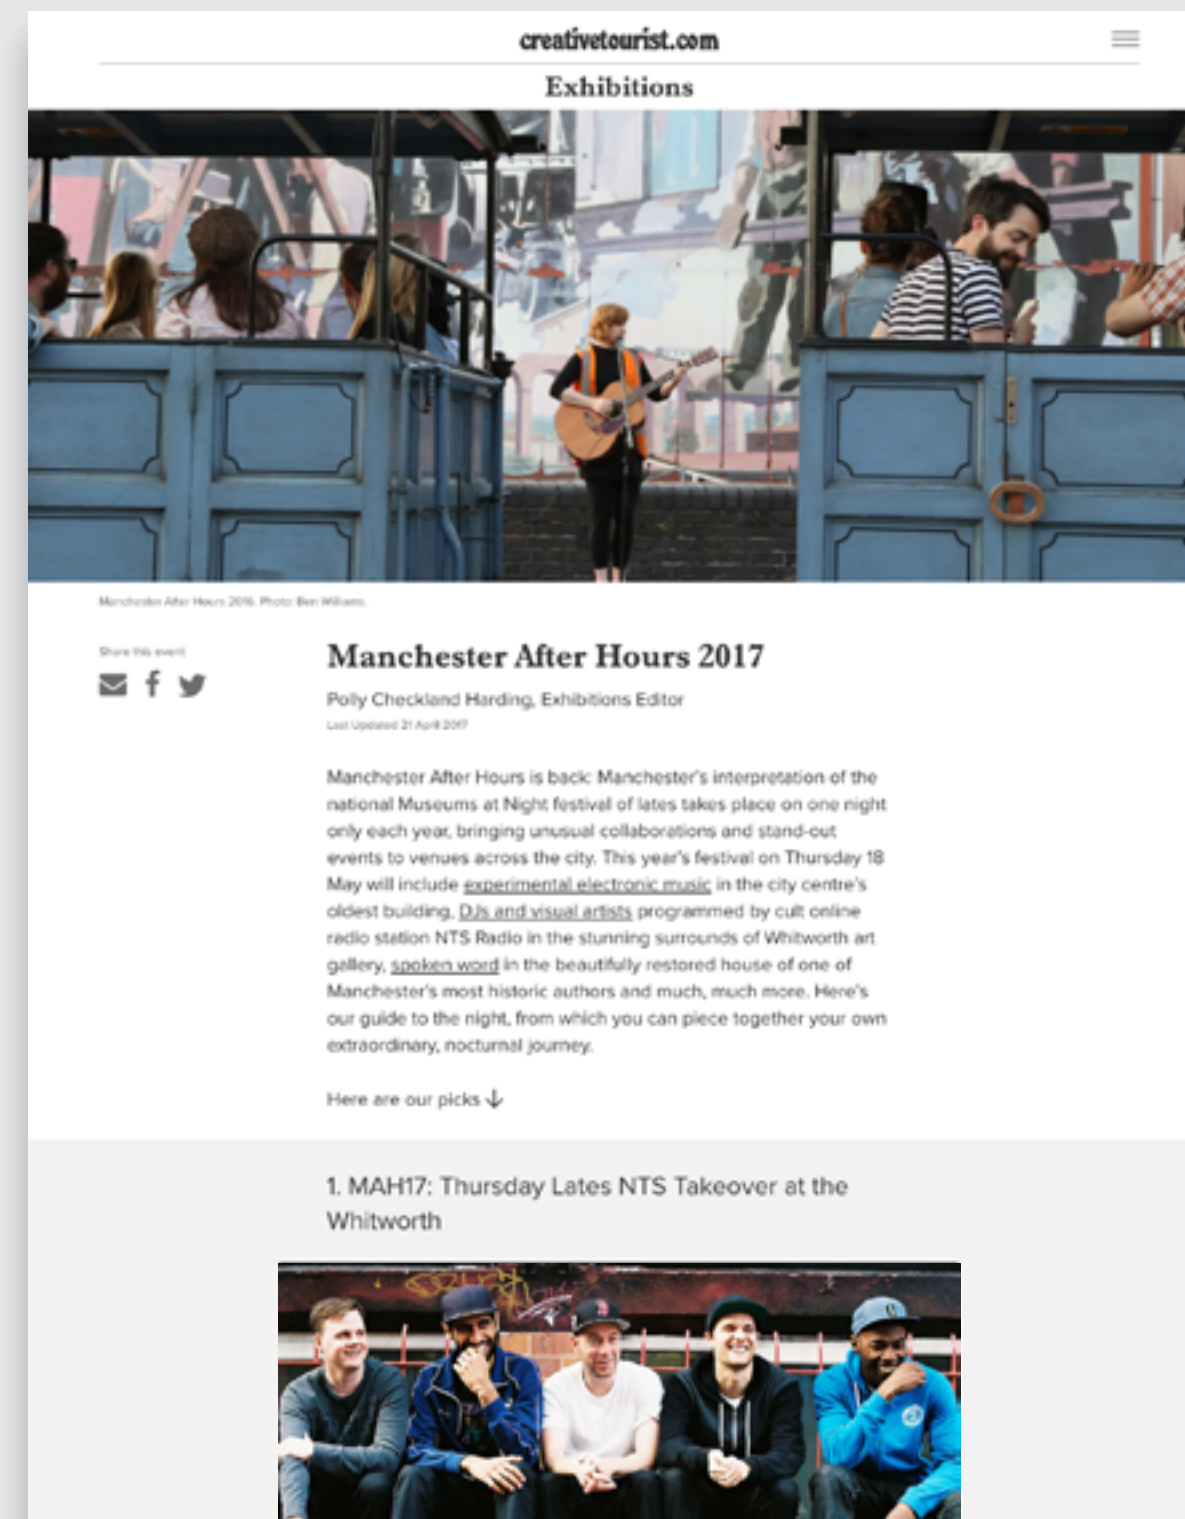 creativetourist.com
Exhibitions
Manchester After Hours 2016. Photo: Ben Williams.
Share this event
Manchester After Hours 2017
Polly Checkland Harding, Exhibitions Editor
Last Updated 21 April 2017
Manchester After Hours is back: Manchester's interpretation of the
national Museums at Night festival of lates takes place on one night
only each year, bringing unusual collaborations and stand-out
events to venues across the city. This year's festival on Thursday 18
May will include experimental electronic music in the city centre's
oldest building, DJs and visual artists programmed by cult online
radio station NTS Radio in the stunning surrounds of Whitworth art
gallery, spoken word in the beautifully restored house of one of
Manchester's most historic authors and much, much more. Here's
our guide to the night, from which you can piece together your own
extraordinary, nocturnal journey.
Here are our picks ↓
1. MAH17: Thursday Lates NTS Takeover at the
Whitworth